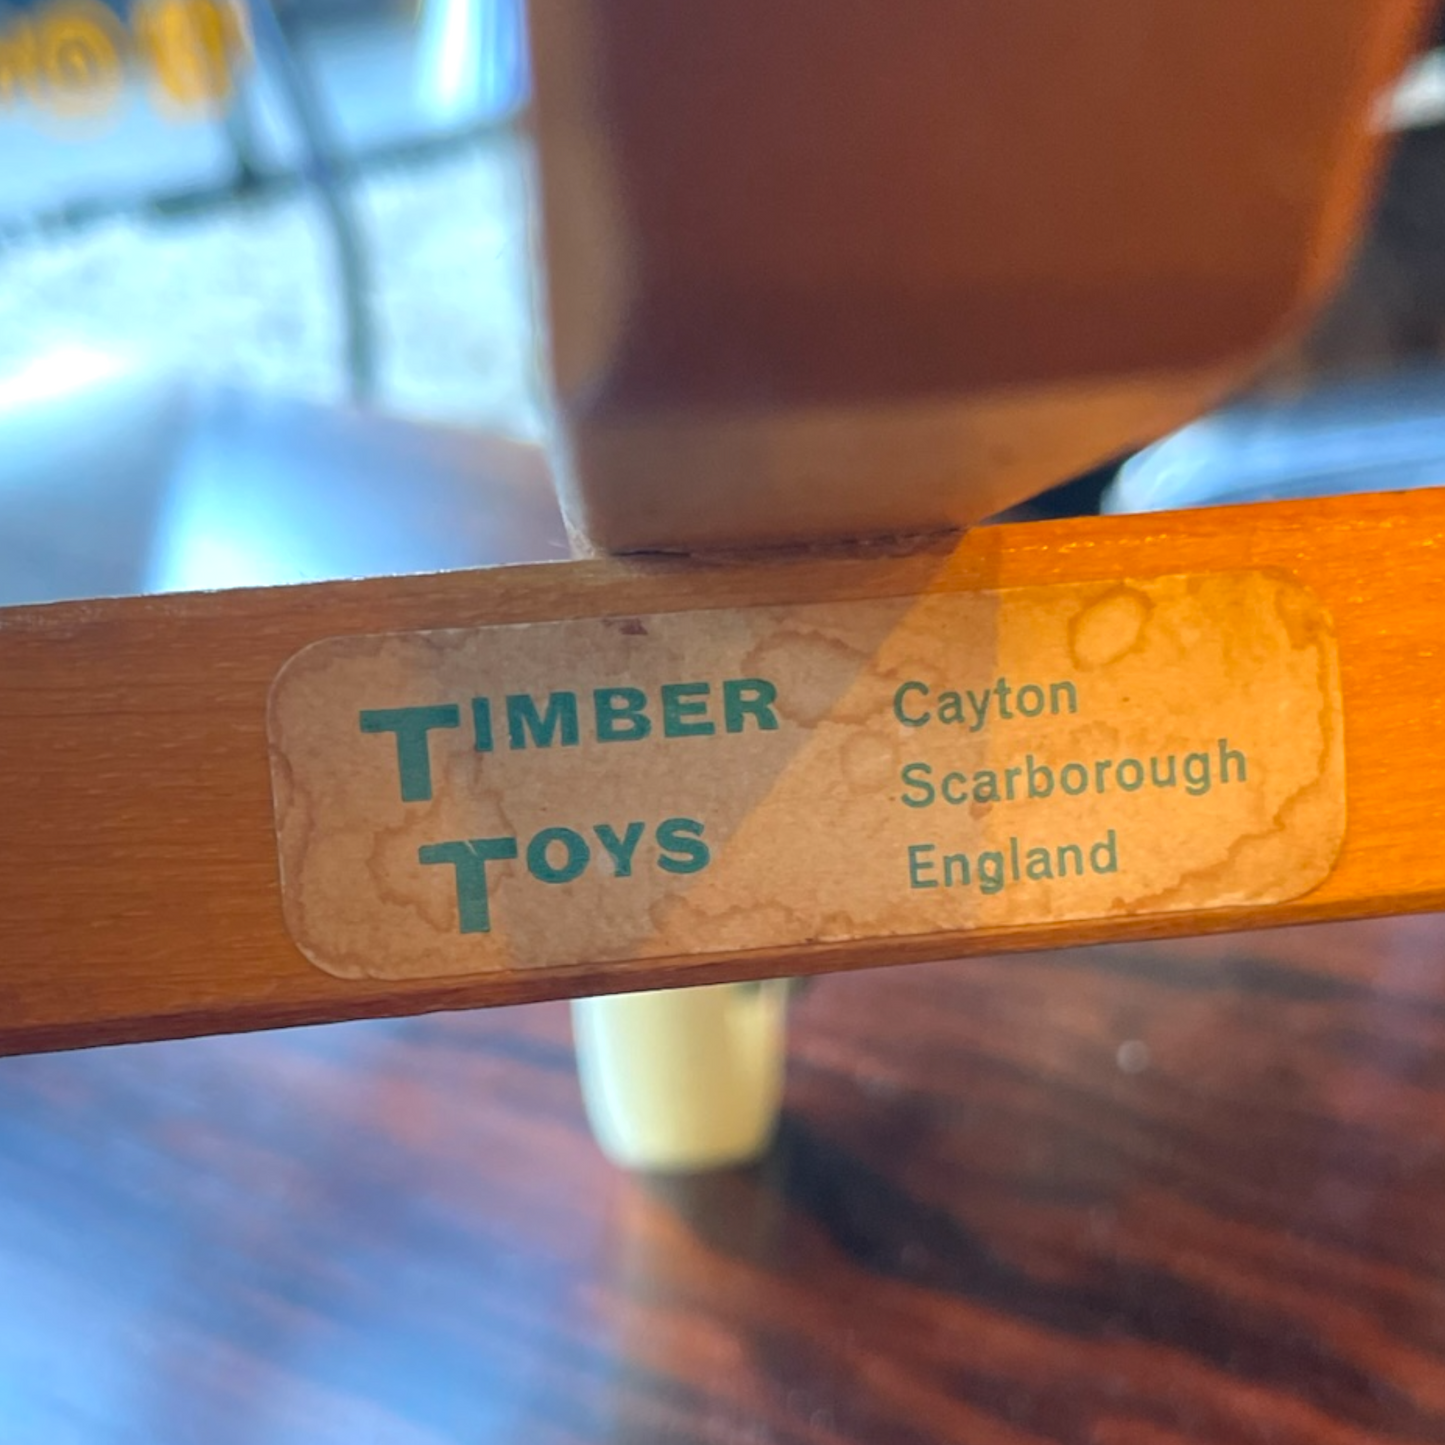 TIMBER
TOYS
Cayton
Scarborough
England